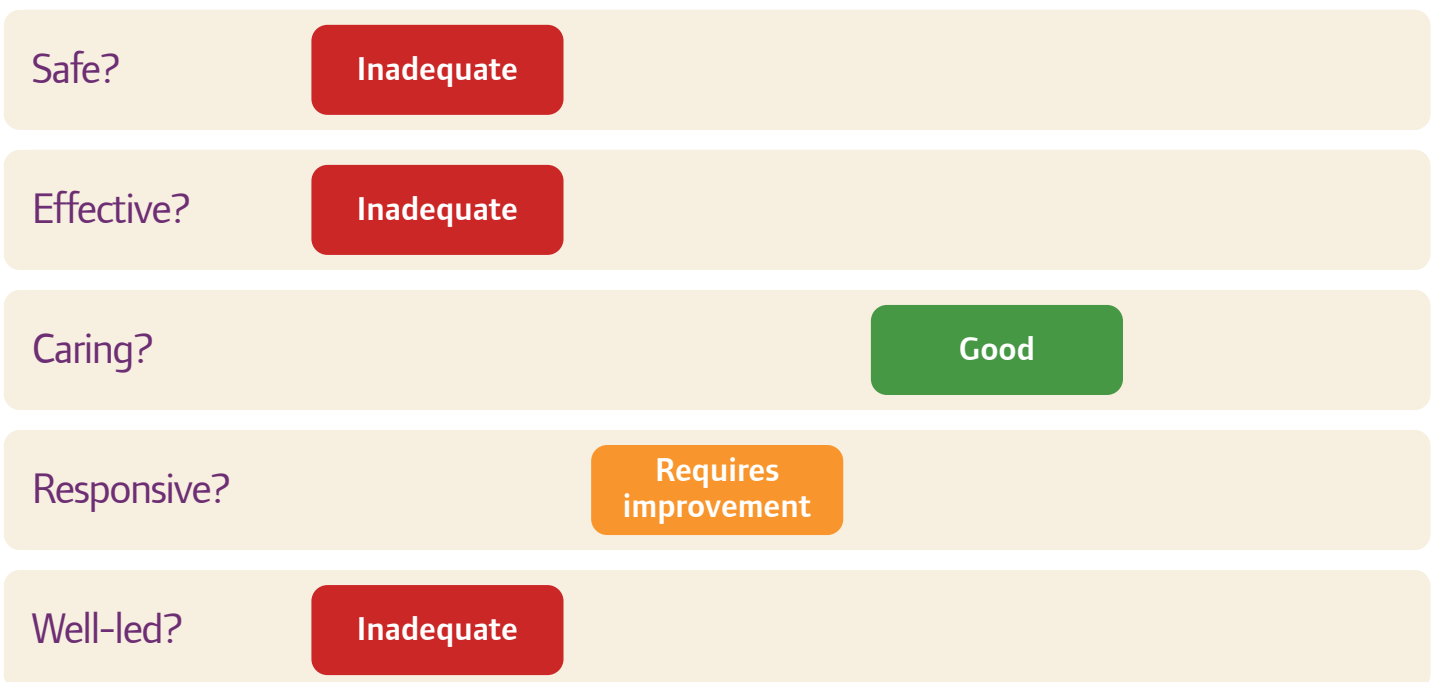 Safe?
Inadequate
Effective?
Inadequate
Caring?
Good
Responsive?
Requires
improvement
Well-led?
Inadequate